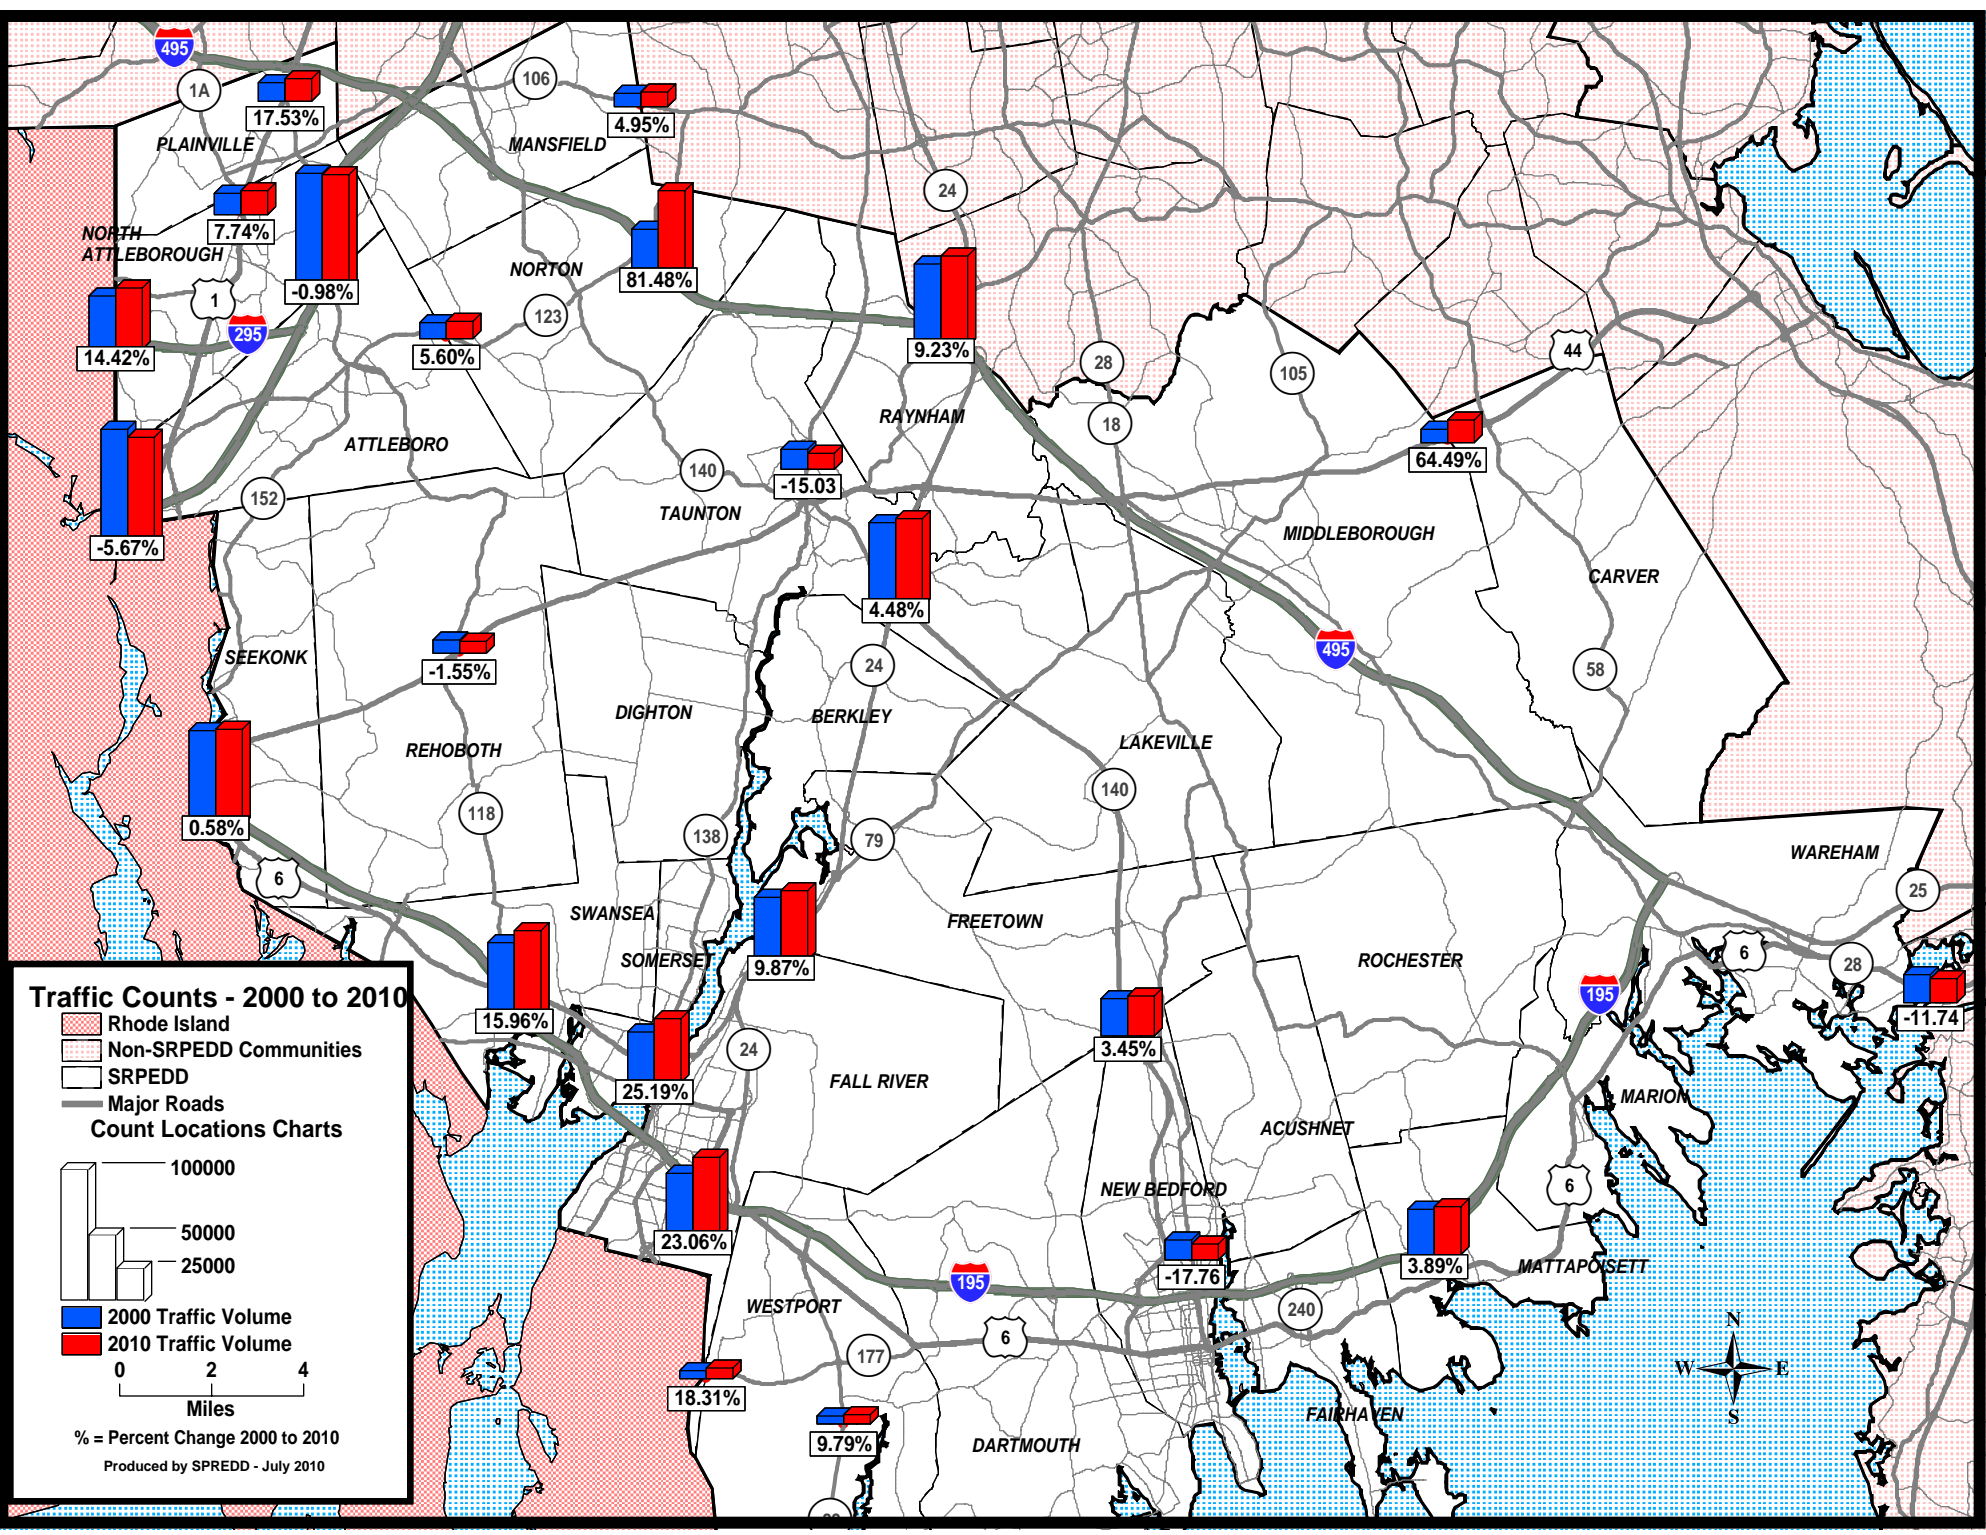 495
1A
17.53%
PLAINVILLE
106
MANSFIELD
4.95%
24
NORTH
ATTLEBOROUGH
7.74%
-0.98%
NORTON
81.48%
1
295
14.42%
123
5.60%
9.23%
28
105
44
ATTLEBORO
RAYNHAM
18
64.49%
140
-15.03
152
TAUNTON
MIDDLEBOROUGH
-5.67%
CARVER
4.48%
SEEKONK
-1.55%
24
495
58
DIGHTON
BERKLEY
REHOBOTH
LAKEVILLE
140
118
0.58%
138
79
WAREHAM
6
25
SWANSEA
FREETOWN
SOMERSET
9.87%
ROCHESTER
6
28
195
-11.74
15.96%
3.45%
24
25.19%
FALL RIVER
MARION
ACUSHNET
NEW BEDFORD
6
23.06%
-17.76
3.89%
MATTAPOISETT
195
WESTPORT
240
6
177
18.31%
FAIRHAVEN
9.79%
DARTMOUTH
N
W
E
S
Traffic Counts - 2000 to 2010
Rhode Island
Non-SRPEDD Communities
SRPEDD
Major Roads
Count Locations Charts
100000
50000
25000
2000 Traffic Volume
2010 Traffic Volume
0 2 4
Miles
% = Percent Change 2000 to 2010
Produced by SPREDD - July 2010